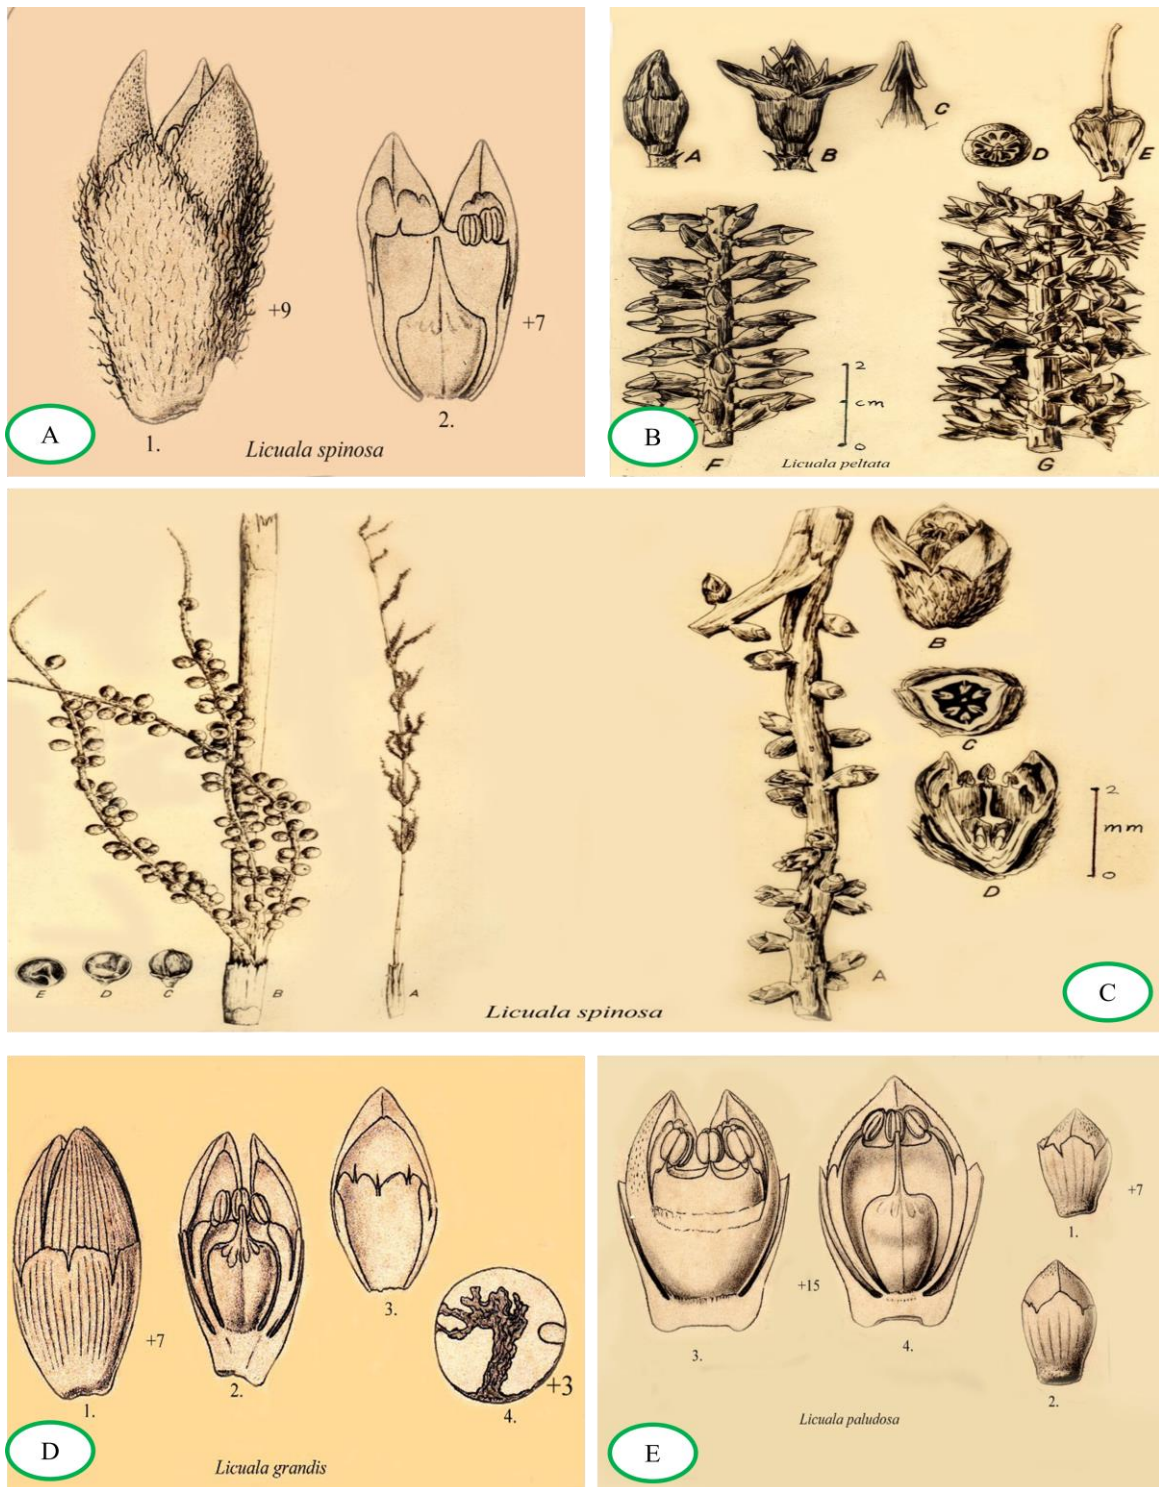 +9
+7
1.
2.
A
Licuala spinosa
A
B
C
D
E
2
cm
0
B
F
Licuala peltata
G
B
C
2
mm
0
D
A
E
D
C
B
A
C
Licuala spinosa
+7
1.
2.
3.
+3
4.
D
Licuala grandis
+7
1.
+15
3.
4.
2.
Licuala paludosa
E